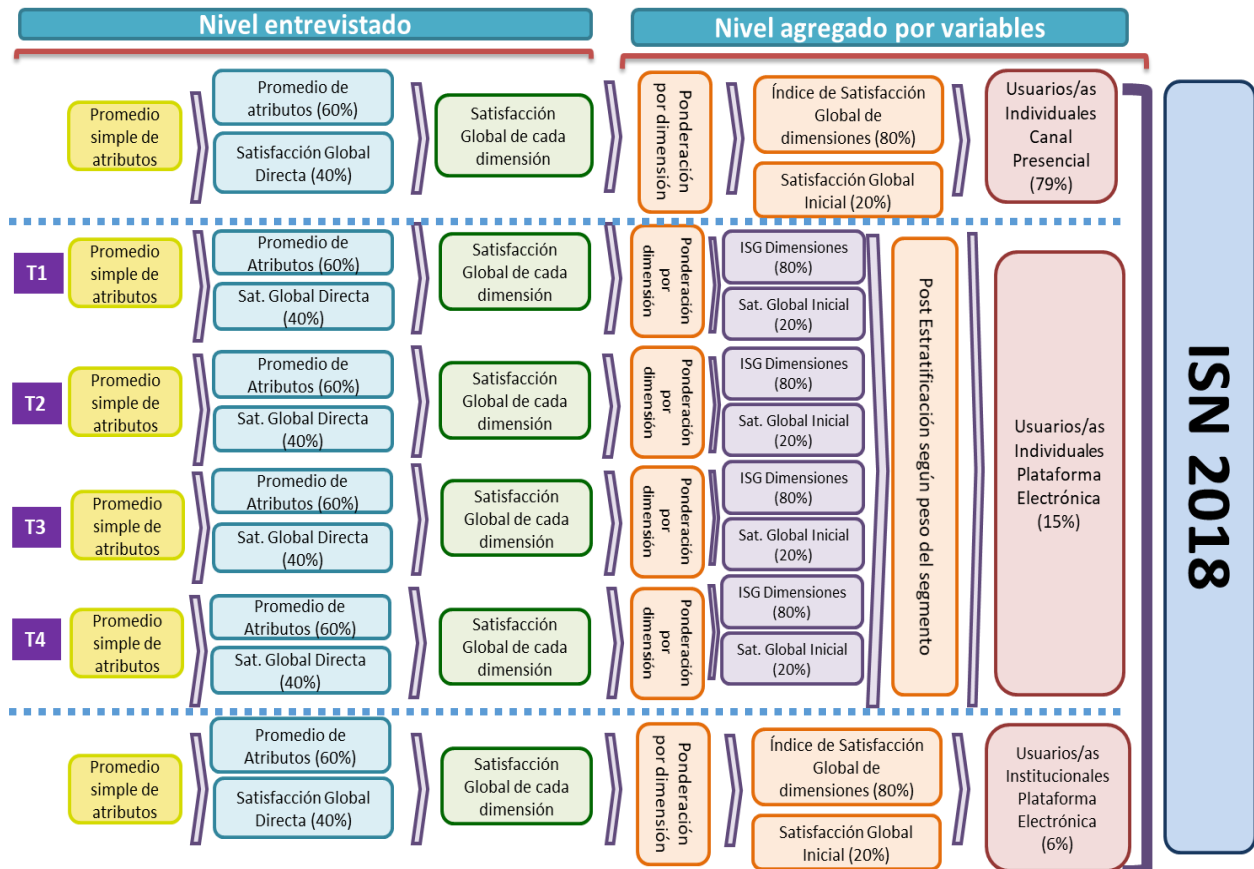 Nivel entrevistado
Nivel agregado por variables
Promedio
simple de
atributos
Promedio de
atributos (60%)
Satisfacción Global
Directa (40%)
Satisfacción
Global de cada
dimensión
Ponderación
por dimensión
Índice de Satisfacción
Global de
dimensiones (80%)
Satisfacción Global
Inicial (20%)
Usuarios/as
Individuales
Canal
Presencial
(79%)
T1
Promedio
simple de
atributos
Promedio de
Atributos (60%)
Sat. Global Directa
(40%)
Satisfacción
Global de cada
dimensión
Ponderación
por
dimensión
ISG Dimensiones
(80%)
Sat. Global Inicial
(20%)
T2
Promedio
simple de
atributos
Promedio de
Atributos (60%)
Sat. Global Directa
(40%)
Satisfacción
Global de cada
dimensión
Ponderación
por
dimensión
ISG Dimensiones
(80%)
Sat. Global Inicial
(20%)
T3
Promedio
simple de
atributos
Promedio de
Atributos (60%)
Sat. Global Directa
(40%)
Satisfacción
Global de cada
dimensión
Ponderación
por
dimensión
ISG Dimensiones
(80%)
Sat. Global Inicial
(20%)
T4
Promedio
simple de
atributos
Promedio de
Atributos (60%)
Sat. Global Directa
(40%)
Satisfacción
Global de cada
dimensión
Ponderación
por
dimensión
ISG Dimensiones
(80%)
Sat. Global Inicial
(20%)
Post Estratificación según peso del segmento
Usuarios/as
Individuales
Plataforma
Electrónica
(15%)
Promedio
simple de
atributos
Promedio de
Atributos (60%)
Satisfacción Global
Directa (40%)
Satisfacción
Global de cada
dimensión
Ponderación
por dimensión
Índice de Satisfacción
Global de
dimensiones (80%)
Satisfacción Global
Inicial (20%)
Usuarios/as
Institucionales
Plataforma
Electrónica
(6%)
ISN 2018